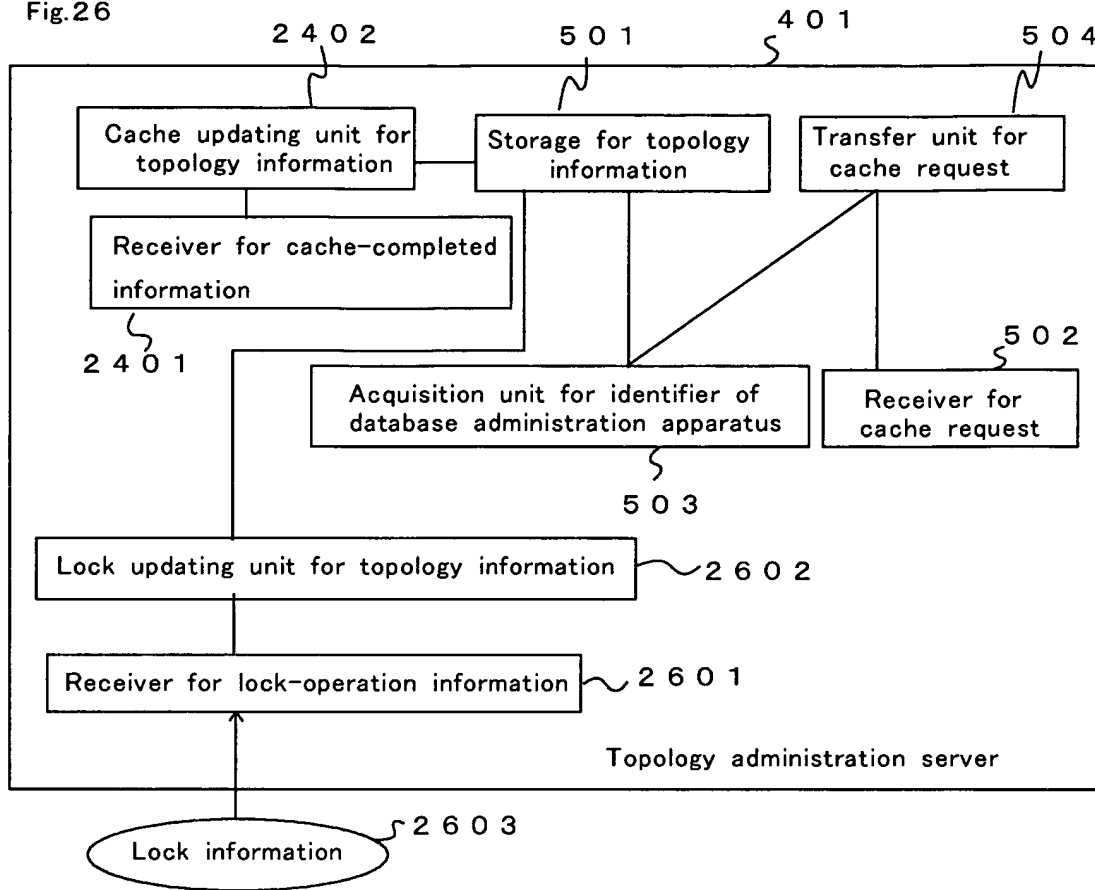 Fig.26
2402
501
401
504
Cache updating unit for
topology information
Storage for topology
information
Transfer unit for
cache request
Receiver for cache-completed
information
2401
502
Acquisition unit for identifier of
database administration apparatus
Receiver for
cache request
503
Lock updating unit for topology information
2602
Receiver for lock-operation information
2601
Topology administration server
Lock information
2603